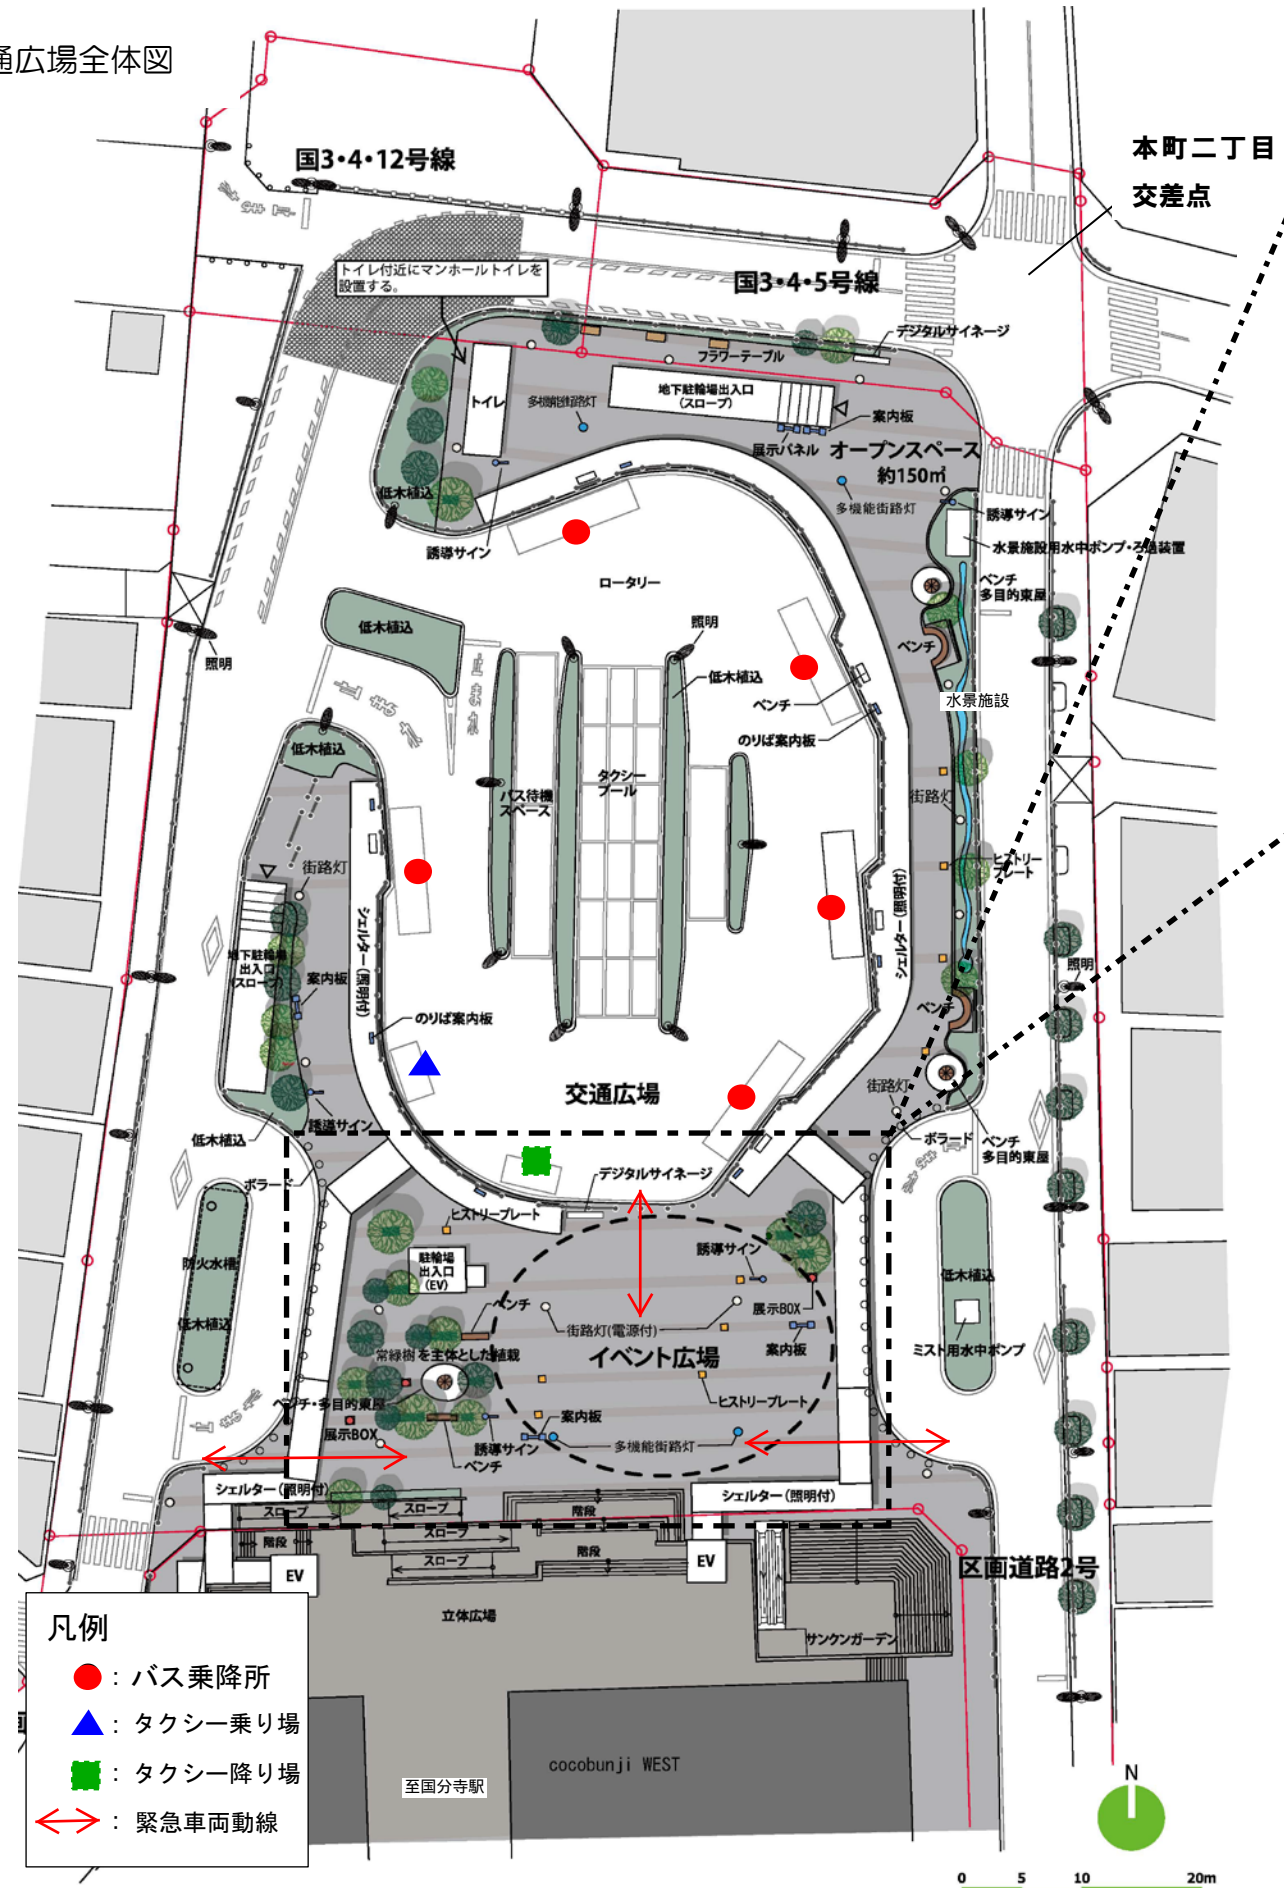 通広場全体図
本町二丁目
交差点
国3・4・12号線
トイレ付近にマンホールトイレを
設置する。
国3・4・5号線
デジタルサイネージ
フラワーテーブル
トイレ
多機能街路灯
地下駐輪場出入口
(スロープ)
案内板
展示パネル
オープンスペース
約150㎡
低木植込
多機能街路灯
誘導サイン
誘導サイン
水景施設用水中ポンプ・ろ過装置
ロータリー
ベンチ
多目的東屋
低木植込
照明
照明
ベンチ
低木植込
水景施設
ベンチ
のりば案内板
低木植込
バス待機
スペース
タクシー
プール
街路灯
ヒストリー
プレート
街路灯
シェルター(照明付)
シェルター(照明付)
地下駐輪場
出入口
(スロープ)
案内板
照明
のりば案内板
ベンチ
交通広場
街路灯
誘導サイン
低木植込
ボラード
ベンチ
多目的東屋
ボラード
デジタルサイネージ
ヒストリープレート
誘導サイン
防火水槽
駐輪場
出入口
(EV)
低木植込
ベンチ
展示BOX
低木植込
街路灯(電源付)
案内板
ミスト用水中ポンプ
常緑樹を主体とした植栽
イベント広場
ベンチ・多目的東屋
ヒストリープレート
展示BOX
案内板
誘導サイン
多機能街路灯
ベンチ
シェルター(照明付)
シェルター(照明付)
スロープ
スロープ
階段
スロープ
階段
階段
スロープ
EV
EV
区画道路2号
立体広場
サンクンガーデン
凡例
：バス乗降所
：タクシー乗り場
：タクシー降り場
：緊急車両動線
至国分寺駅
cocobunji WEST
N
0 5 10 20m